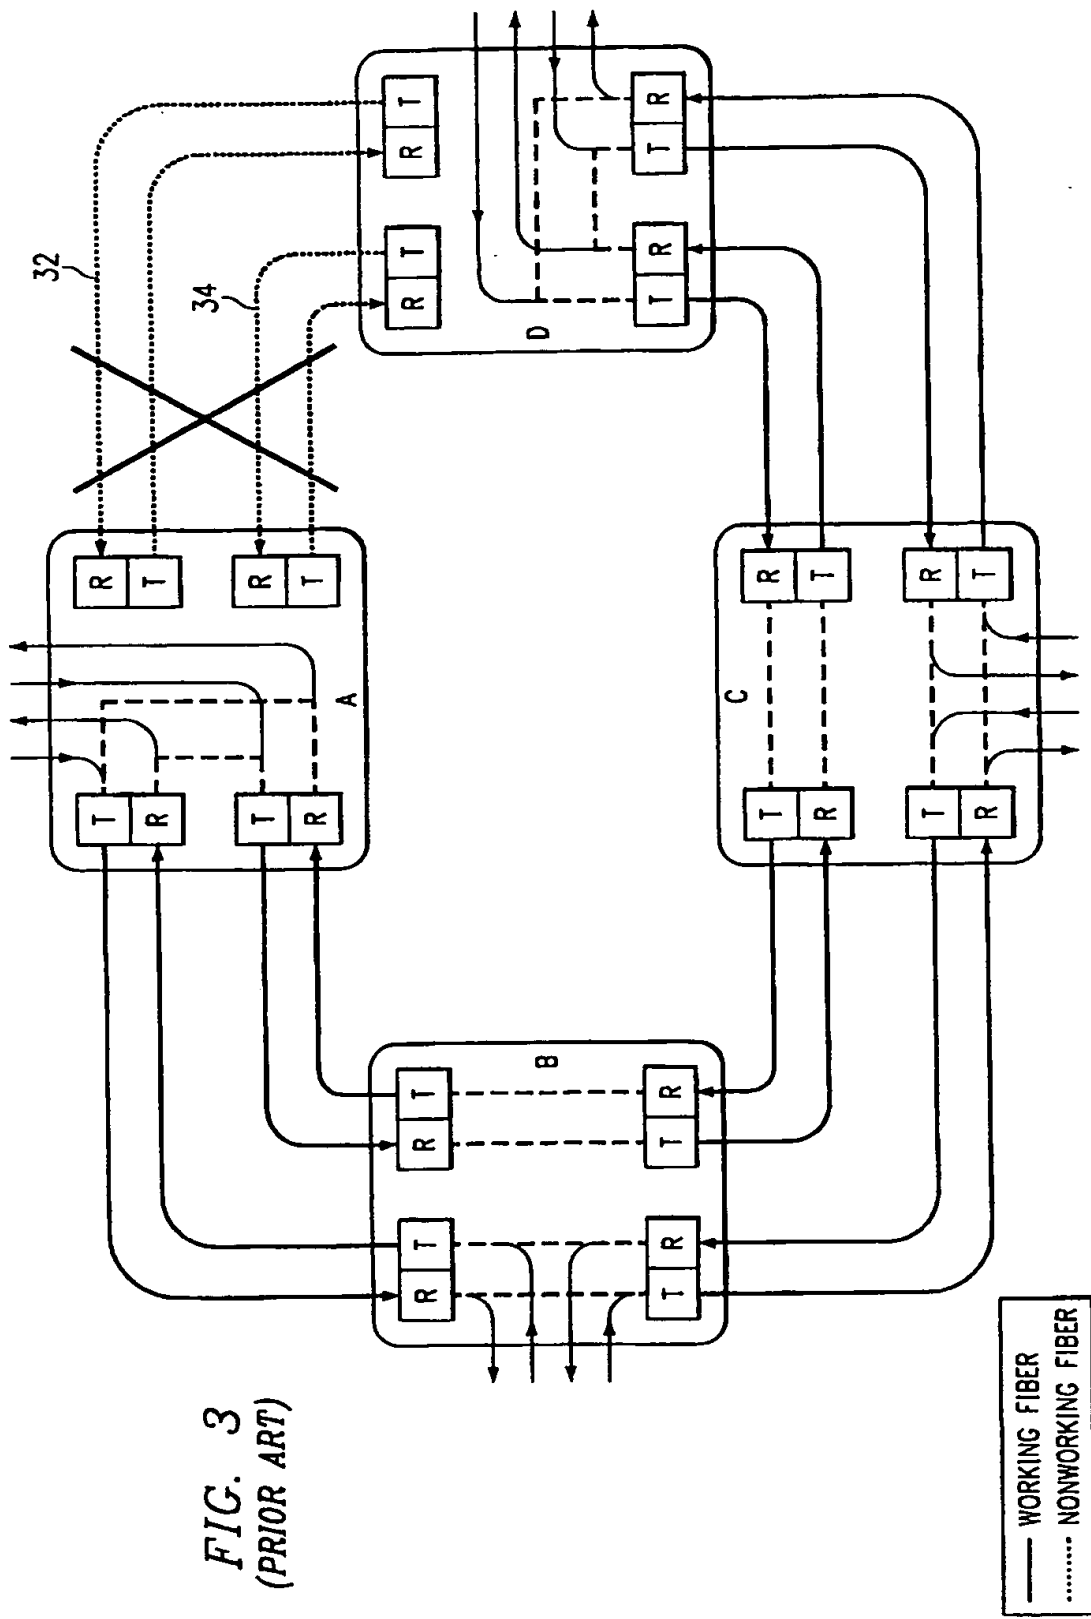 FIG. 3
(PRIOR ART)
32
34
R T
R T
A
T R
T R
R T
R T
D
T R
T R
R T
R T
B
T R
T R
R T
R T
C
T R
T R
WORKING FIBER
NONWORKING FIBER